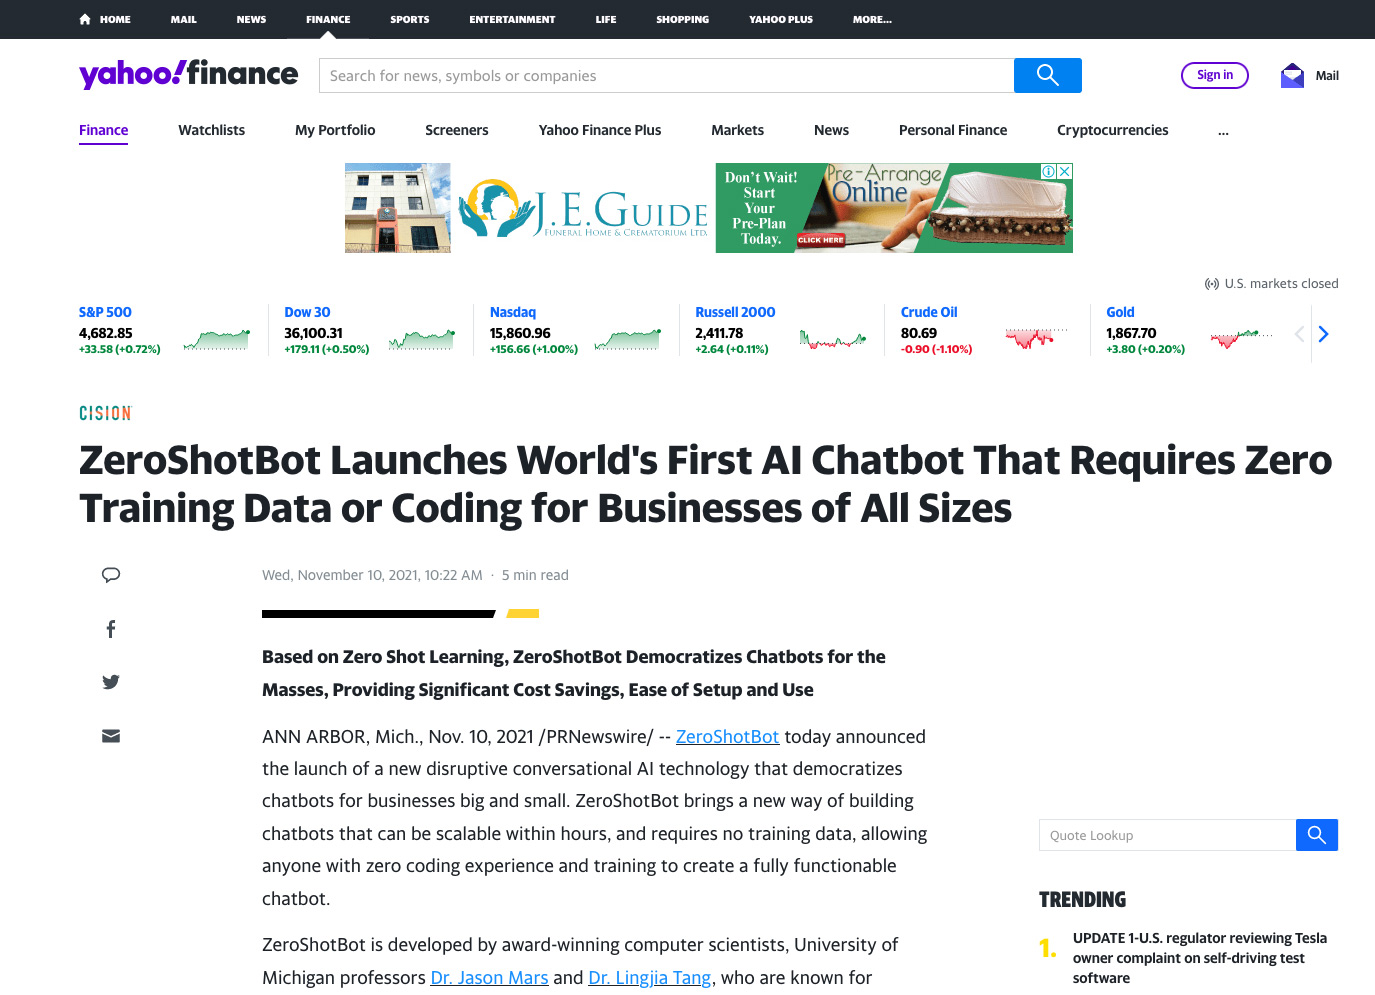 HOME MAIL NEWS FINANCE SPORTS ENTERTAINMENT LIFE SHOPPING YAHOO PLUS MORE...
yahoo!finance
Search for news, symbols or companies
Sign in
Mail
Finance Watchlists My Portfolio Screeners Yahoo Finance Plus Markets News Personal Finance Cryptocurrencies ...
J.E.GUIDE
FUNERAL HOME & CREMATORIUM LTD.
Don't Wait!
Start
Your
Pre-Plan
Today.
Pre-Arrange
Online
CLICK HERE
U.S. markets closed
S&P 500
4,682.85
+33.58 (+0.72%)
Dow 30
36,100.31
+179.11 (+0.50%)
Nasdaq
15,860.96
+156.66 (+1.00%)
Russell 2000
2,411.78
+2.64 (+0.11%)
Crude Oil
80.69
-0.90 (-1.10%)
Gold
1,867.70
+3.80 (+0.20%)
CISION
ZeroShotBot Launches World's First AI Chatbot That Requires Zero
Training Data or Coding for Businesses of All Sizes
Wed, November 10, 2021, 10:22 AM · 5 min read
Based on Zero Shot Learning, ZeroShotBot Democratizes Chatbots for the
Masses, Providing Significant Cost Savings, Ease of Setup and Use
ANN ARBOR, Mich., Nov. 10, 2021 /PRNewswire/ -- ZeroShotBot today announced
the launch of a new disruptive conversational AI technology that democratizes
chatbots for businesses big and small. ZeroShotBot brings a new way of building
chatbots that can be scalable within hours, and requires no training data, allowing
anyone with zero coding experience and training to create a fully functionable
chatbot.
ZeroShotBot is developed by award-winning computer scientists, University of
Michigan professors Dr. Jason Mars and Dr. Lingjia Tang, who are known for
Quote Lookup
TRENDING
1.
UPDATE 1-U.S. regulator reviewing Tesla
owner complaint on self-driving test
software